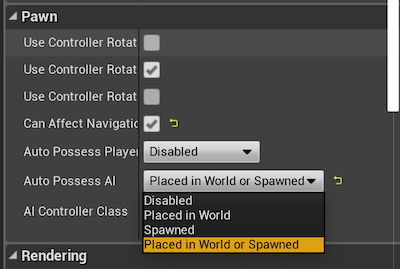 Pawn
Use Controller Rotat
Use Controller Rotat
Use Controller Rotat
Can Affect Navigatic
Auto Possess Player
Disabled
Auto Possess AI
Placed in World or Spawned
AI Controller Class
Disabled
Placed in World
Spawned
Placed in World or Spawned
Rendering